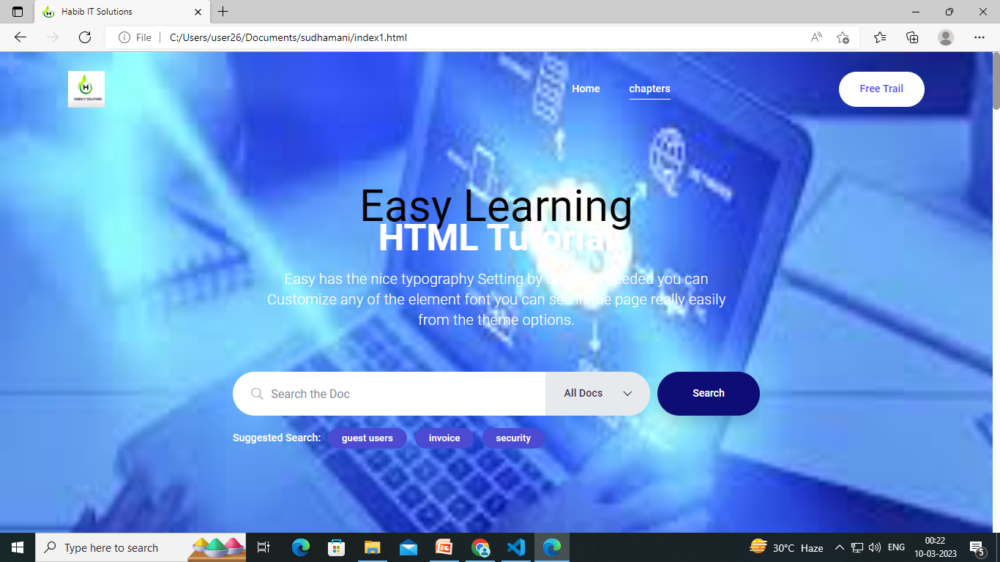 Habib IT Solutions
File
C:/Users/user26/Documents/sudhamani/index1.html
HABIB IT SOLUTIONS
Home
chapters
Free Trail
Easy Learning
HTML Tutorial
Easy has the nice typography Setting by needed you can
Customize any of the element font you can see in the page really easily
from the theme options.
Search the Doc
All Docs
Search
Suggested Search:
guest users
invoice
security
Type here to search
30°C Haze
ENG
00:22
10-03-2023
5